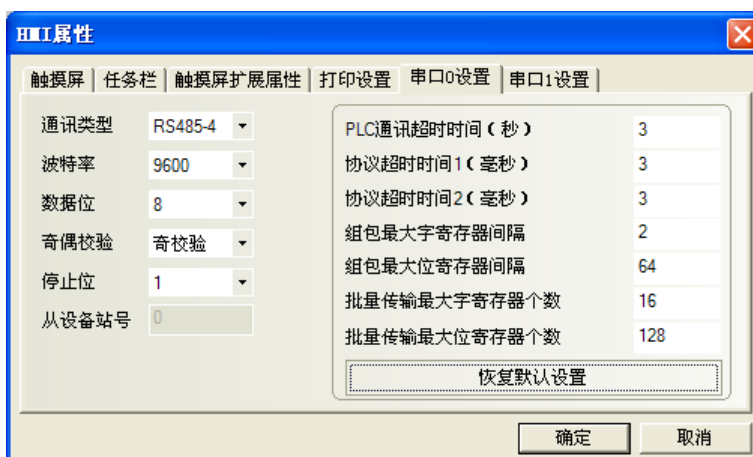 HMI属性
触摸屏 任务栏 触摸屏扩展属性 打印设置 串口0设置 串口1设置
通讯类型 RS485-4
波特率 9600
数据位 8
奇偶校验 奇校验
停止位 1
从设备站号 0
PLC通讯超时时间(秒) 3
协议超时时间1(毫秒) 3
协议超时时间2(毫秒) 3
组包最大字寄存器间隔 2
组包最大位寄存器间隔 64
批量传输最大字寄存器个数 16
批量传输最大位寄存器个数 128
恢复默认设置
确定 取消